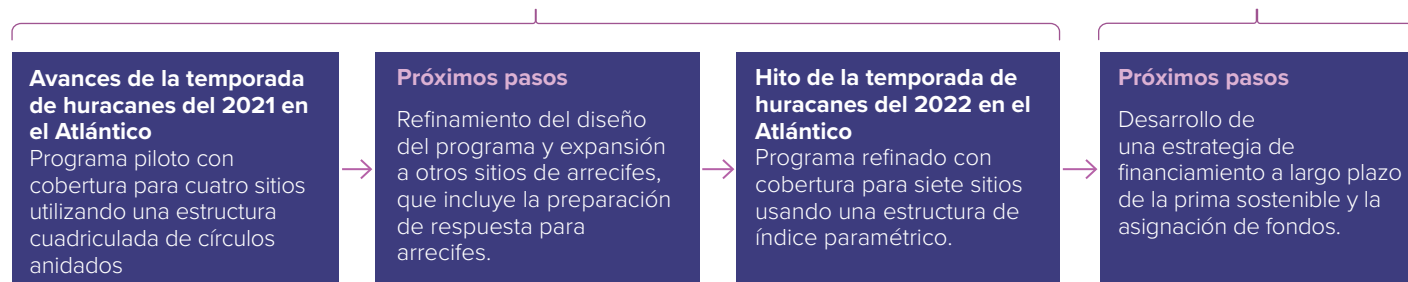 Avances de la temporada
de huracanes del 2021 en
el Atlántico
Programa piloto con
cobertura para cuatro sitios
utilizando una estructura
cuadriculada de círculos
anidados
Próximos pasos
Refinamiento del diseño
del programa y expansión
a otros sitios de arrecifes,
que incluye la preparación
de respuesta para
arrecifes.
Hito de la temporada de
huracanes del 2022 en el
Atlántico
Programa refinado con
cobertura para siete sitios
usando una estructura de
índice paramétrico.
Próximos pasos
Desarrollo de
una estrategia de
financiamiento a largo plazo
de la prima sostenible y la
asignación de fondos.